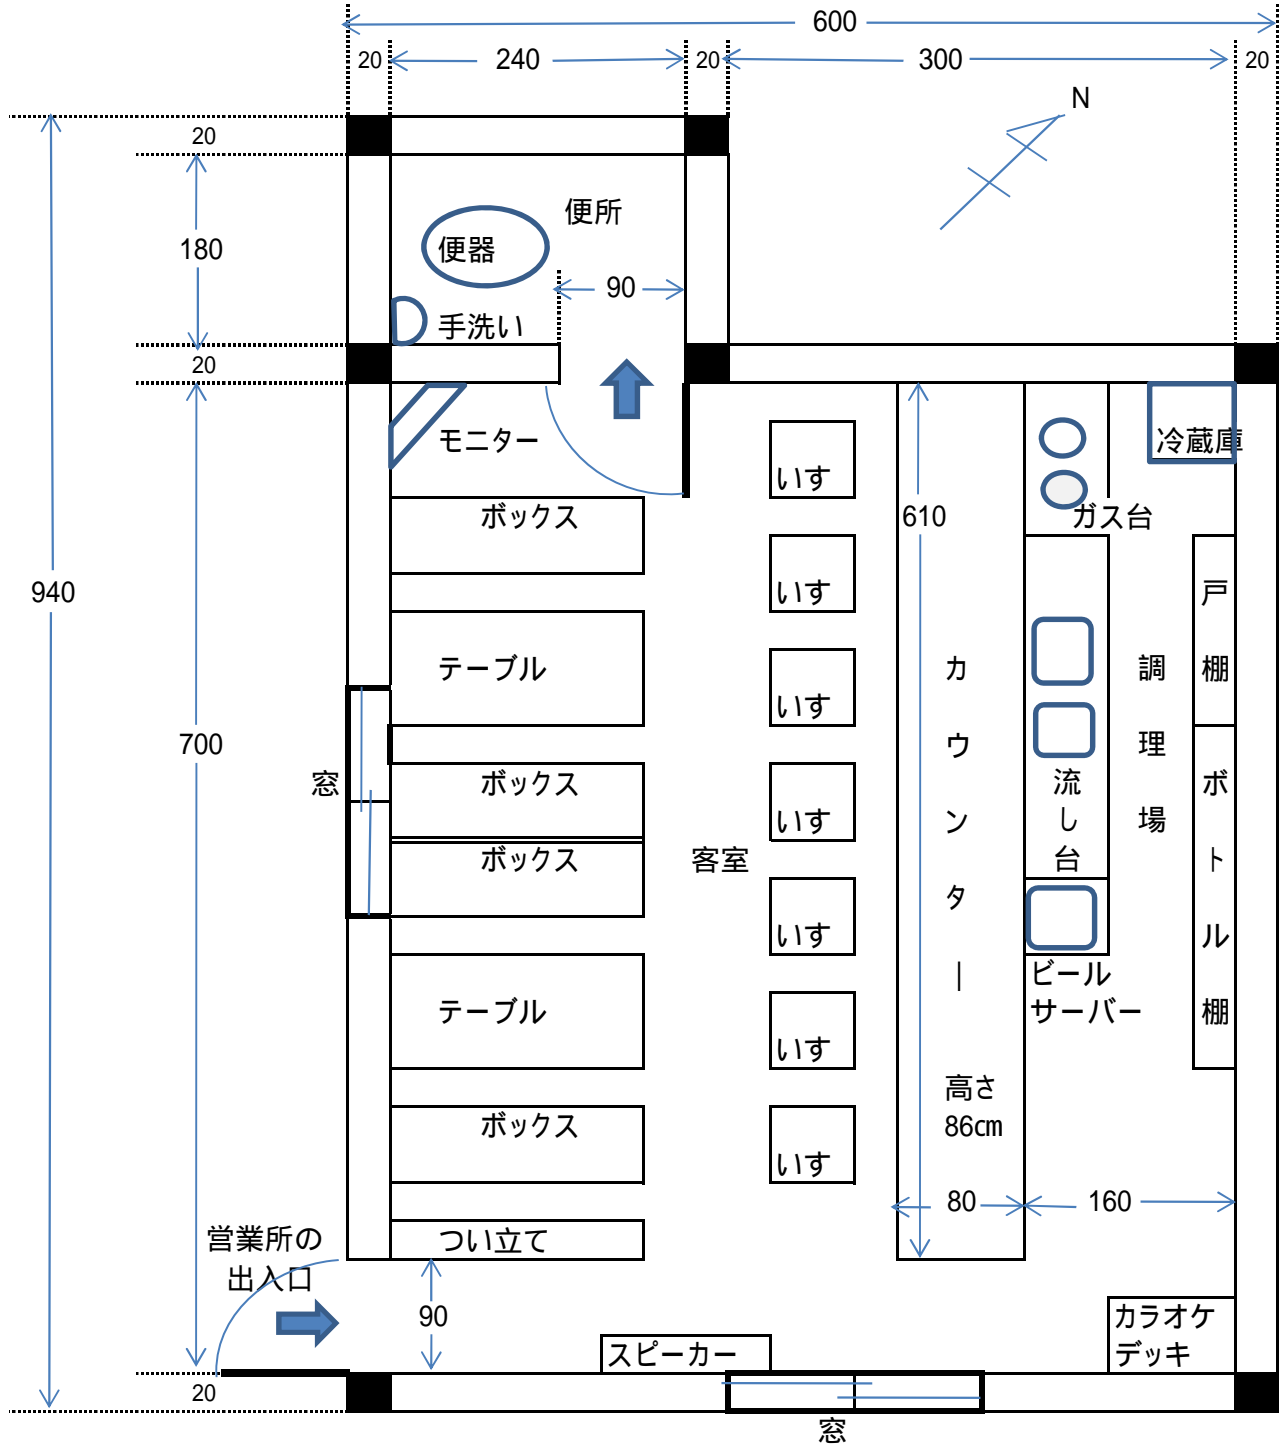 600
20
240
20
300
20
N
20
便所
便器
180
90
手洗い
20
モニター
冷蔵庫
いす
ボックス
610
ガス台
940
いす
戸棚
テーブル
カウンター
調理場
いす
700
窓
ボックス
流し台
ボトル棚
いす
ボックス
客室
いす
ビール
サーバー
テーブル
いす
高さ
86cm
ボックス
いす
80
160
営業所の
出入口
つい立て
90
カラオケ
デッキ
スピーカー
20
窓